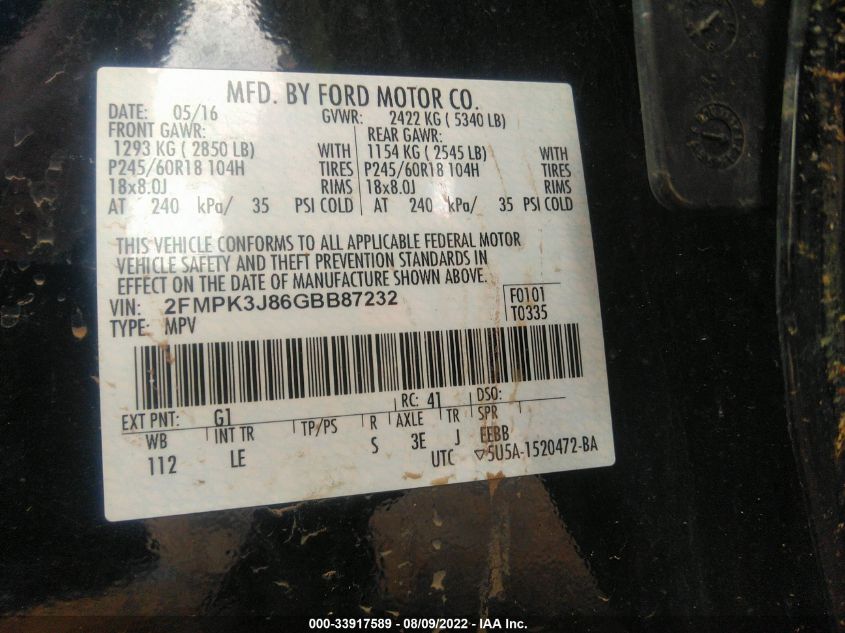 MFD. BY FORD MOTOR CO.
DATE: 05/16 GVWR: 2422 KG ( 5340 LB)
FRONT GAWR: REAR GAWR:
1293 KG ( 2850 LB) WITH 1154 KG ( 2545 LB) WITH
P245/60R18 104H TIRES P245/60R18 104H TIRES
18x8.0J RIMS 18x8.0J RIMS
AT 240 kPa/ 35 PSI COLD AT 240 kPa/ 35 PSI COLD
THIS VEHICLE CONFORMS TO ALL APPLICABLE FEDERAL MOTOR
VEHICLE SAFETY AND THEFT PREVENTION STANDARDS IN
EFFECT ON THE DATE OF MANUFACTURE SHOWN ABOVE.
VIN: 2FMPK3J86GBB87232 F0101
TYPE: MPV T0335
EXT PNT: G1 RC: 41 DSO:
WB INT TR TP/PS R AXLE TR SPR
112 LE S 3E J EEBB
UTC ▽5U5A-1520472-BA
000-33917589 - 08/09/2022 - IAA Inc.